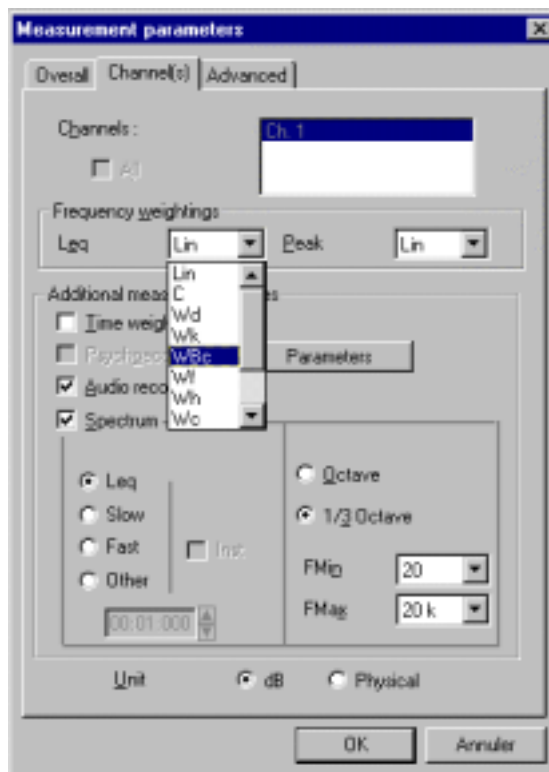 Measurement parameters
Overall Channel(s) Advanced
Channels :
Ch. 1
All
Frequency weightings
Leq Lin Peak Lin
Lin
C
Wd
Wk
WBc
Wf
Wh
Wo
Additional mea es
Time weig
Parameters
Audio reco
Spectrum -
Leq
Slow
Fast
Other
Inst
00:01:000
Octave
1/3 Octave
FMin 20
FMax 20 k
Unit dB Physical
OK Annuler